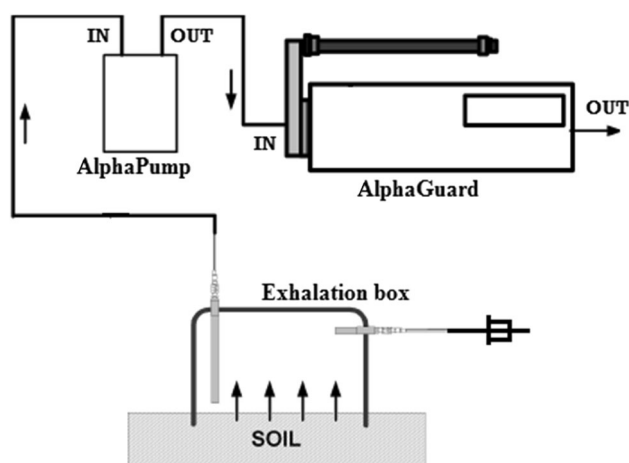 IN OUT
AlphaPump
IN
OUT
AlphaGuard
Exhalation box
SOIL